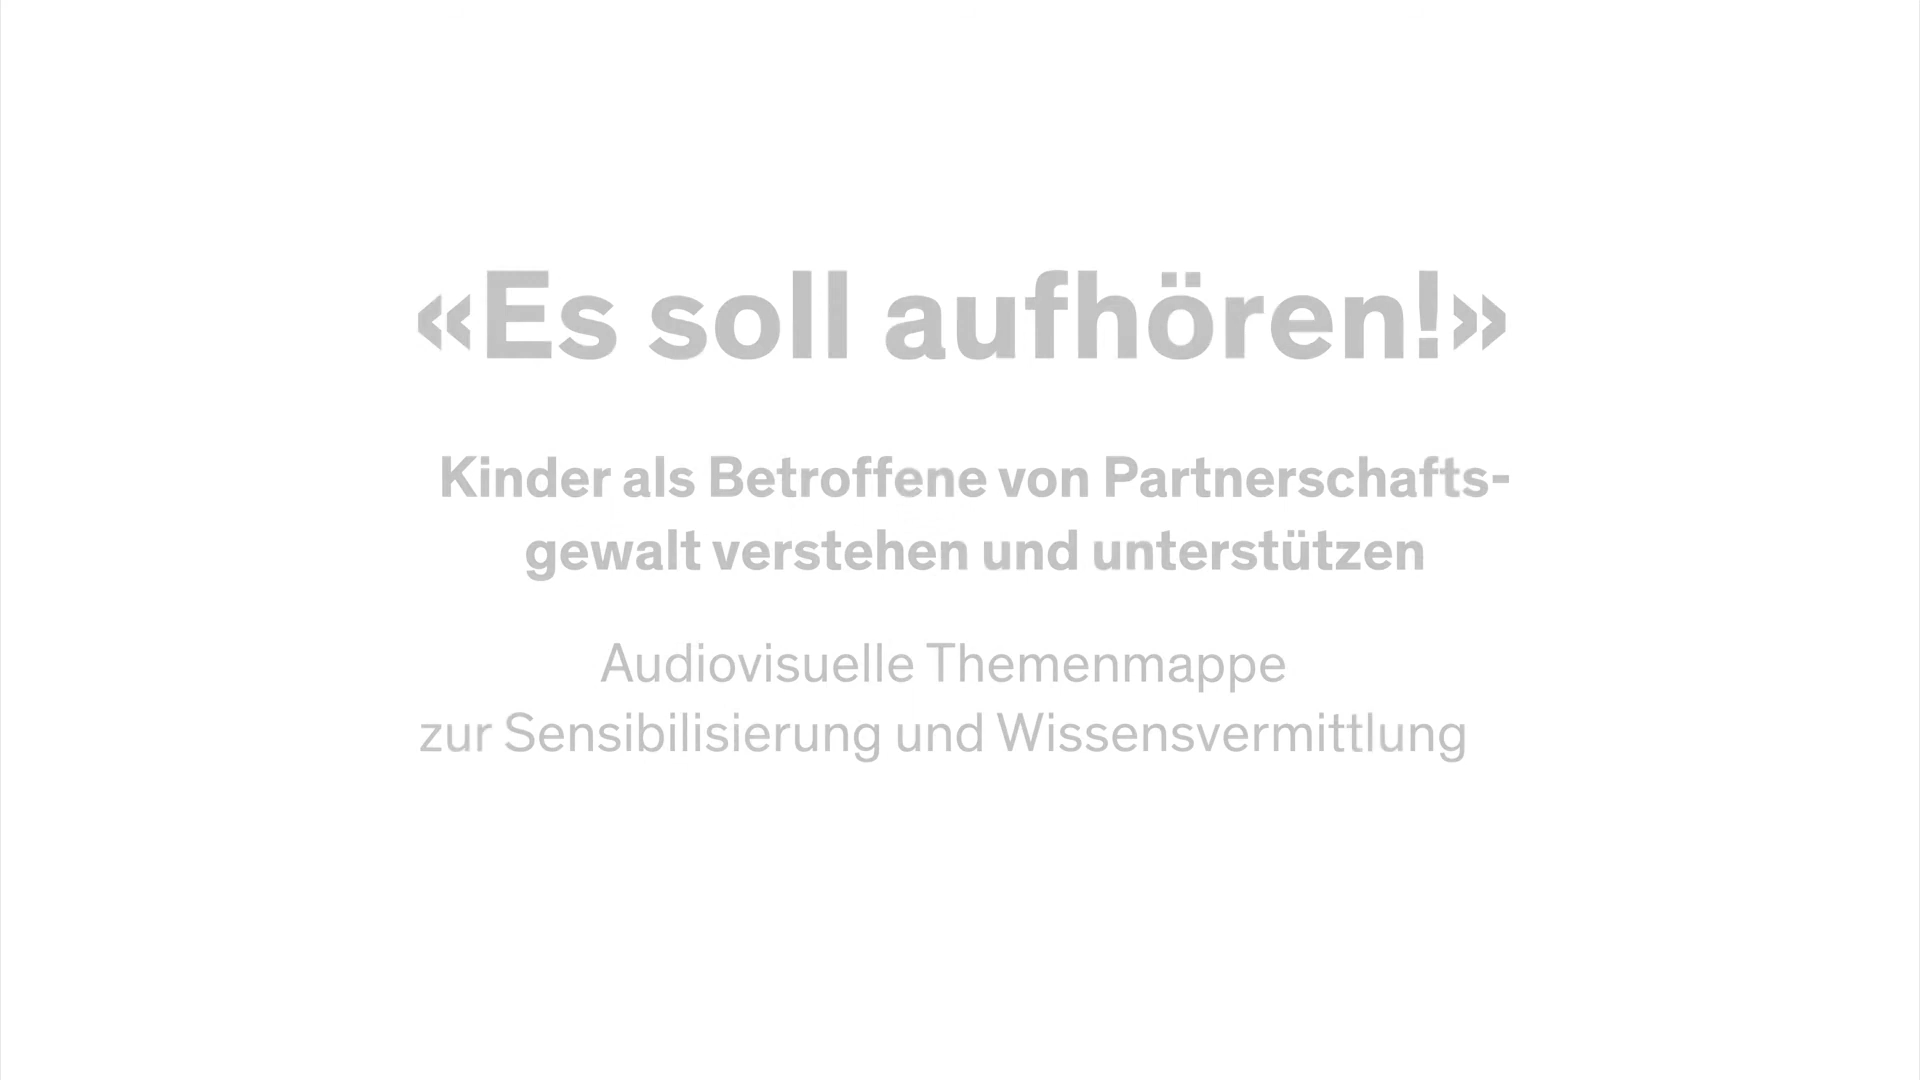 «Es soll aufhören!»
Kinder als Betroffene von Partnerschafts-
gewalt verstehen und unterstützen
Audiovisuelle Themenmappe
zur Sensibilisierung und Wissensvermittlung